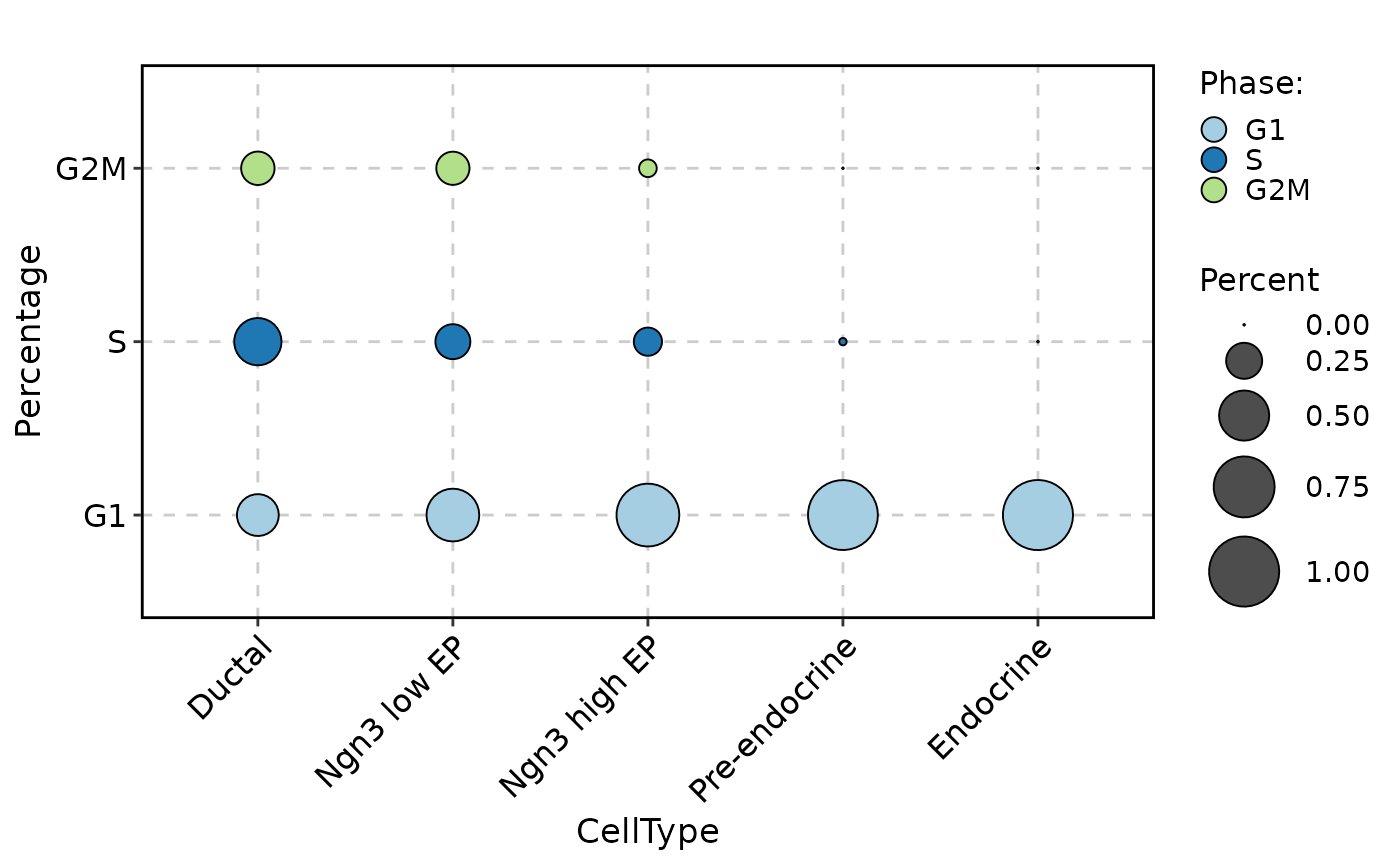 Percentage
G2M
S
G1
Ductal
Ngn3 low EP
Ngn3 high EP
Pre-endocrine
Endocrine
CellType
Phase:
G1
S
G2M
Percent
0.00
0.25
0.50
0.75
1.00